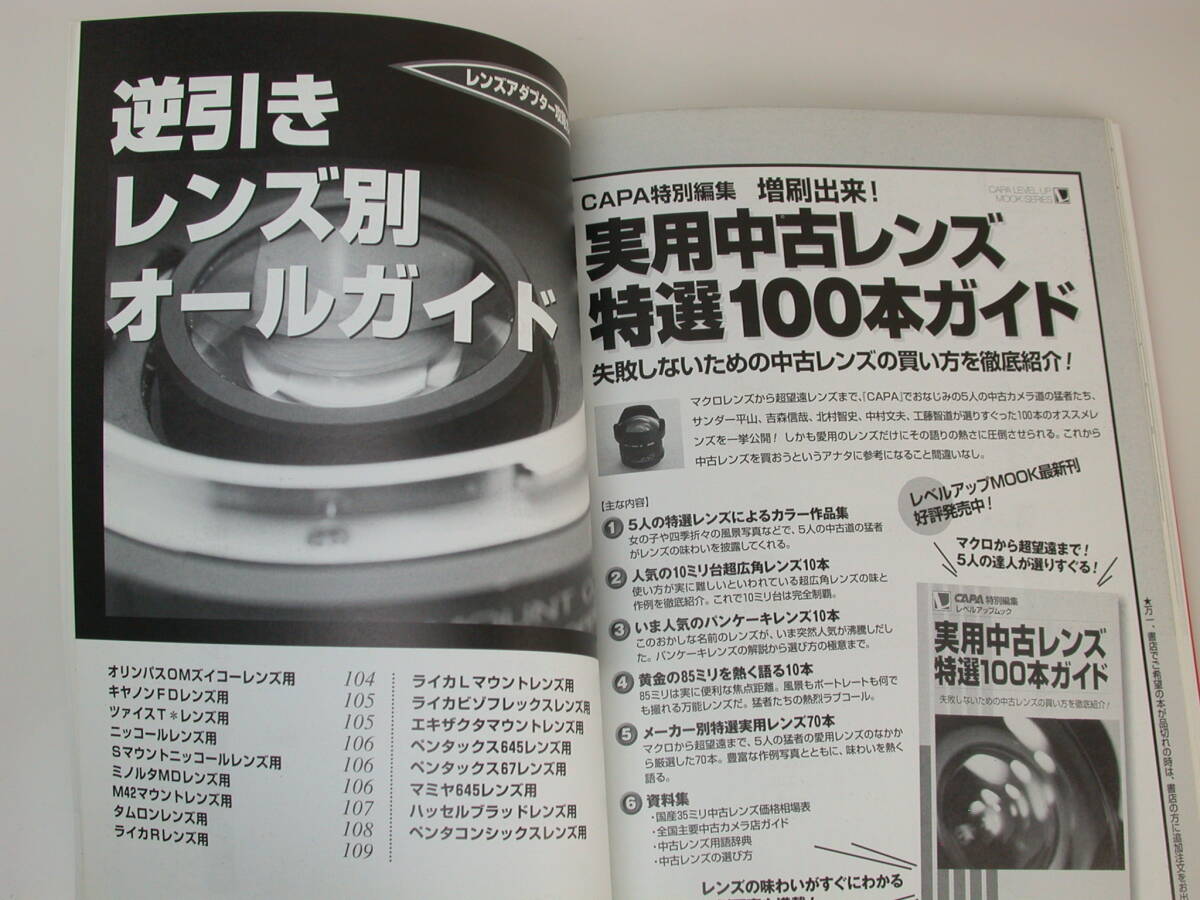 逆引き
レンズ別
オールガイド
レンズアダプター
オリンパスOMズイコーレンズ用 104
キヤノンFDレンズ用 105
ツァイスT*レンズ用 105
ニッコールレンズ用 106
Sマウントニッコールレンズ用 106
ミノルタMDレンズ用 106
M42マウントレンズ用 107
タムロンレンズ用 108
ライカRレンズ用 109
ライカLマウントレンズ用
ライカビゾフレックスレンズ用
エキザクタマウントレンズ用
ペンタックス645レンズ用
ペンタックス67レンズ用
マミヤ645レンズ用
ハッセルブラッドレンズ用
ペンタコンシックスレンズ用
CAPA特別編集 増刷出来!
CAPA LEVEL UP
MOOK SERIES
実用中古レンズ
特選100本ガイド
失敗しないための中古レンズの買い方を徹底紹介!
マクロレンズから超望遠レンズまで、『CAPA』でおなじみの5人の中古カメラ道の猛者たち、
サンダー平山、吉森信哉、北村智史、中村文夫、工藤智道が選りすぐった100本のオススメレ
ンズを一挙公開! しかも愛用のレンズだけにその語りの熱さに圧倒させられる。これから
中古レンズを買おうというアナタに参考になること間違いなし。
レベルアップMOOK最新刊
好評発売中!
【主な内容】
1 5人の特選レンズによるカラー作品集
女の子や四季折々の風景写真などで、5人の中古道の猛者
がレンズの味わいを披露してくれる。
2 人気の10ミリ台超広角レンズ10本
使い方が実に難しいといわれている超広角レンズの味と
作例を徹底紹介。これで10ミリ台は完全制覇。
3 いま人気のパンケーキレンズ10本
このおかしな名前のレンズが、いま突然人気が沸騰しだし
た。パンケーキレンズの解説から選び方の極意まで。
4 黄金の85ミリを熱く語る10本
85ミリは実に便利な焦点距離。風景もポートレートも何で
も撮れる万能レンズだ。猛者たちの熱烈ラブコール。
5 メーカー別特選実用レンズ70本
マクロから超望遠まで、5人の猛者の愛用レンズのなかか
ら厳選した70本。豊富な作例写真とともに、味わいを熱く
語る。
6 資料集
・国産35ミリ中古レンズ価格相場表
・全国主要中古カメラ店ガイド
・中古レンズ用語辞典
・中古レンズの選び方
レンズの味わいがすぐにわかる
マクロから超望遠まで!
5人の達人が選りすぐる!
CAPA特別編集
レベルアップムック
実用中古レンズ
特選100本ガイド
失敗しないための中古レンズの買い方を徹底紹介!
★万一、書店でご希望の本が品切れの時は、書店の方に追加注文をお出